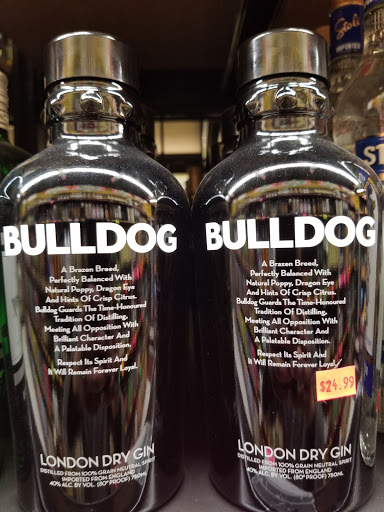 BULLDOG
A Brazen Breed,
Perfectly Balanced With
Natural Poppy, Dragon Eye
And Hints Of Crisp Citrus.
Bulldog Guards The Time-Honoured
Tradition Of Distilling,
Meeting All Opposition With
Brilliant Character And
A Palatable Disposition.
Respect Its Spirit And
It Will Remain Forever Loyal.
LONDON DRY GIN
DISTILLED FROM 100% GRAIN NEUTRAL SPIRIT
IMPORTED FROM ENGLAND
40% ALC. BY VOL. (80° PROOF) 750ML
BULLDOG
A Brazen Breed,
Perfectly Balanced With
Natural Poppy, Dragon Eye
And Hints Of Crisp Citrus.
Bulldog Guards The Time-Honoured
Tradition Of Distilling,
Meeting All Opposition With
Brilliant Character And
A Palatable Disposition.
Respect Its Spirit And
It Will Remain Forever Loyal.
$24.99
LONDON DRY GIN
DISTILLED FROM 100% GRAIN NEUTRAL SPIRIT
IMPORTED FROM ENGLAND
40% ALC. BY VOL. (80° PROOF) 750ML
Stoli
ST